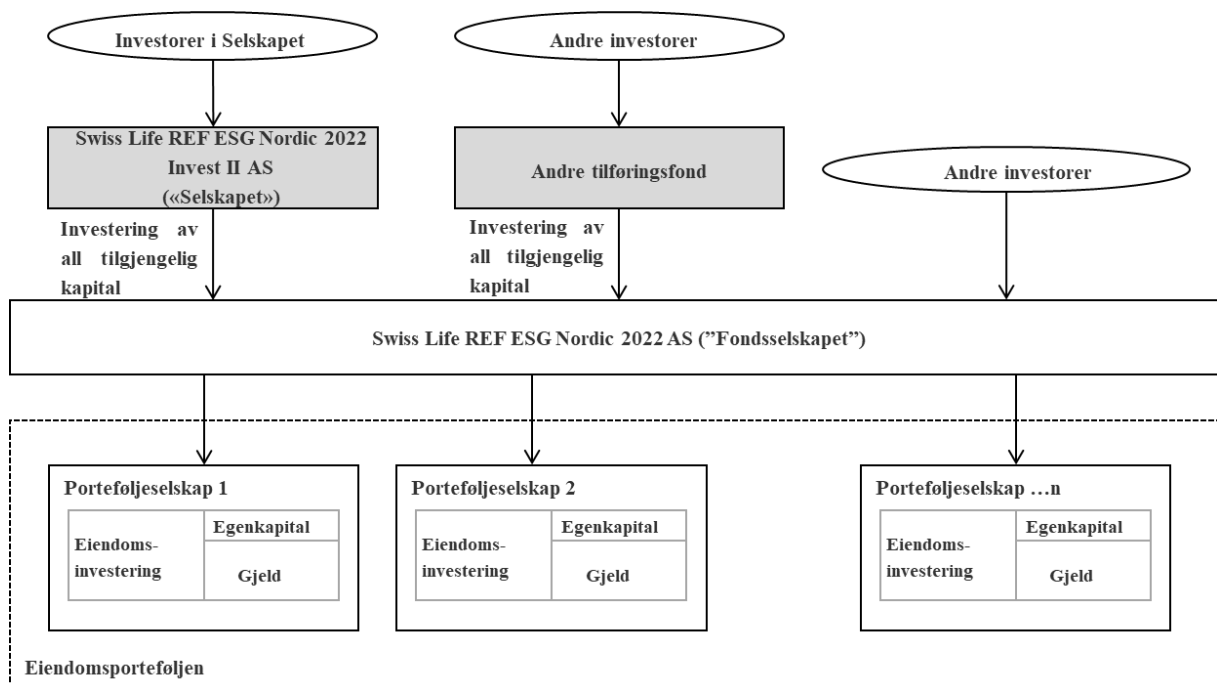 Investorer i Selskapet
Andre investorer
Swiss Life REF ESG Nordic 2022
Invest II AS
(«Selskapet»)
Andre tilføringsfond
Andre investorer
Investering av
all tilgjengelig
kapital
Investering av
all tilgjengelig
kapital
Swiss Life REF ESG Nordic 2022 AS (”Fondsselskapet”)
Porteføljeselskap 1
Eiendoms-
investering
Egenkapital
Gjeld
Porteføljeselskap 2
Eiendoms-
investering
Egenkapital
Gjeld
Porteføljeselskap …n
Eiendoms-
investering
Egenkapital
Gjeld
Eiendomsporteføljen